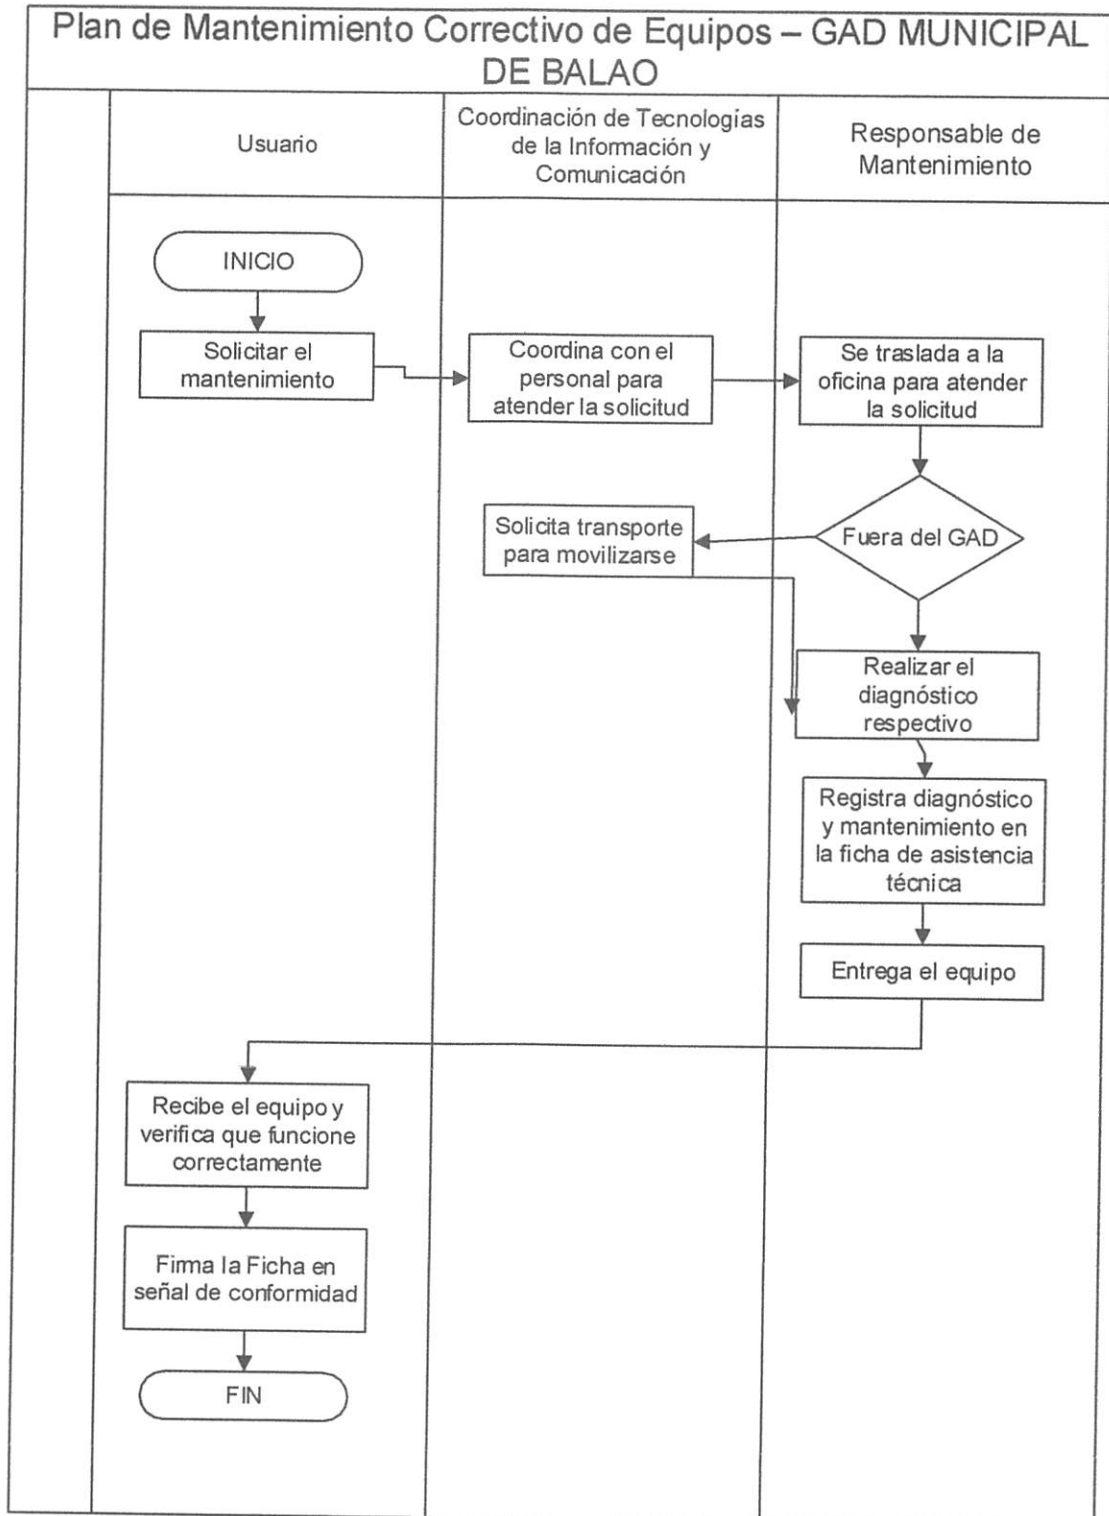 Plan de Mantenimiento Correctivo de Equipos – GAD MUNICIPAL
DE BALAO
Usuario
Coordinación de Tecnologías
de la Información y
Comunicación
Responsable de
Mantenimiento
INICIO
Solicitar el
mantenimiento
Coordina con el
personal para
atender la solicitud
Se traslada a la
oficina para atender
la solicitud
Fuera del GAD
Solicita transporte
para movilizarse
Realizar el
diagnóstico
respectivo
Registra diagnóstico
y mantenimiento en
la ficha de asistencia
técnica
Entrega el equipo
Recibe el equipo y
verifica que funcione
correctamente
Firma la Ficha en
señal de conformidad
FIN